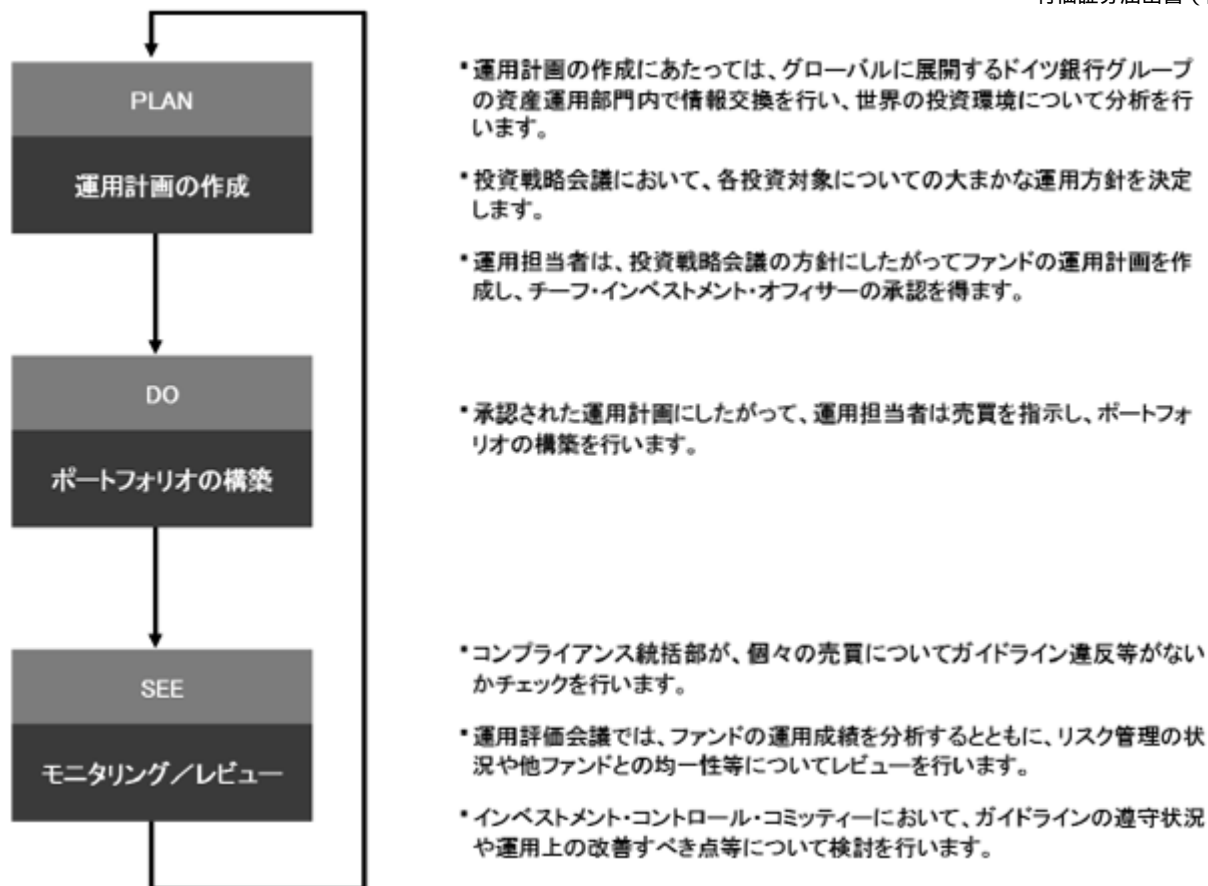 PLAN
運用計画の作成
*運用計画の作成にあたっては、グローバルに展開するドイツ銀行グループ
の資産運用部門内で情報交換を行い、世界の投資環境について分析を行
います。
*投資戦略会議において、各投資対象についての大まかな運用方針を決定
します。
*運用担当者は、投資戦略会議の方針にしたがってファンドの運用計画を作
成し、チーフ・インベストメント・オフィサーの承認を得ます。
DO
ポートフォリオの構築
*承認された運用計画にしたがって、運用担当者は売買を指示し、ポートフォ
リオの構築を行います。
SEE
モニタリング/レビュー
*コンプライアンス統括部が、個々の売買についてガイドライン違反等がない
かチェックを行います。
*運用評価会議では、ファンドの運用成績を分析するとともに、リスク管理の状
況や他ファンドとの均一性等についてレビューを行います。
*インベストメント・コントロール・コミッティーにおいて、ガイドラインの遵守状況
や運用上の改善すべき点等について検討を行います。